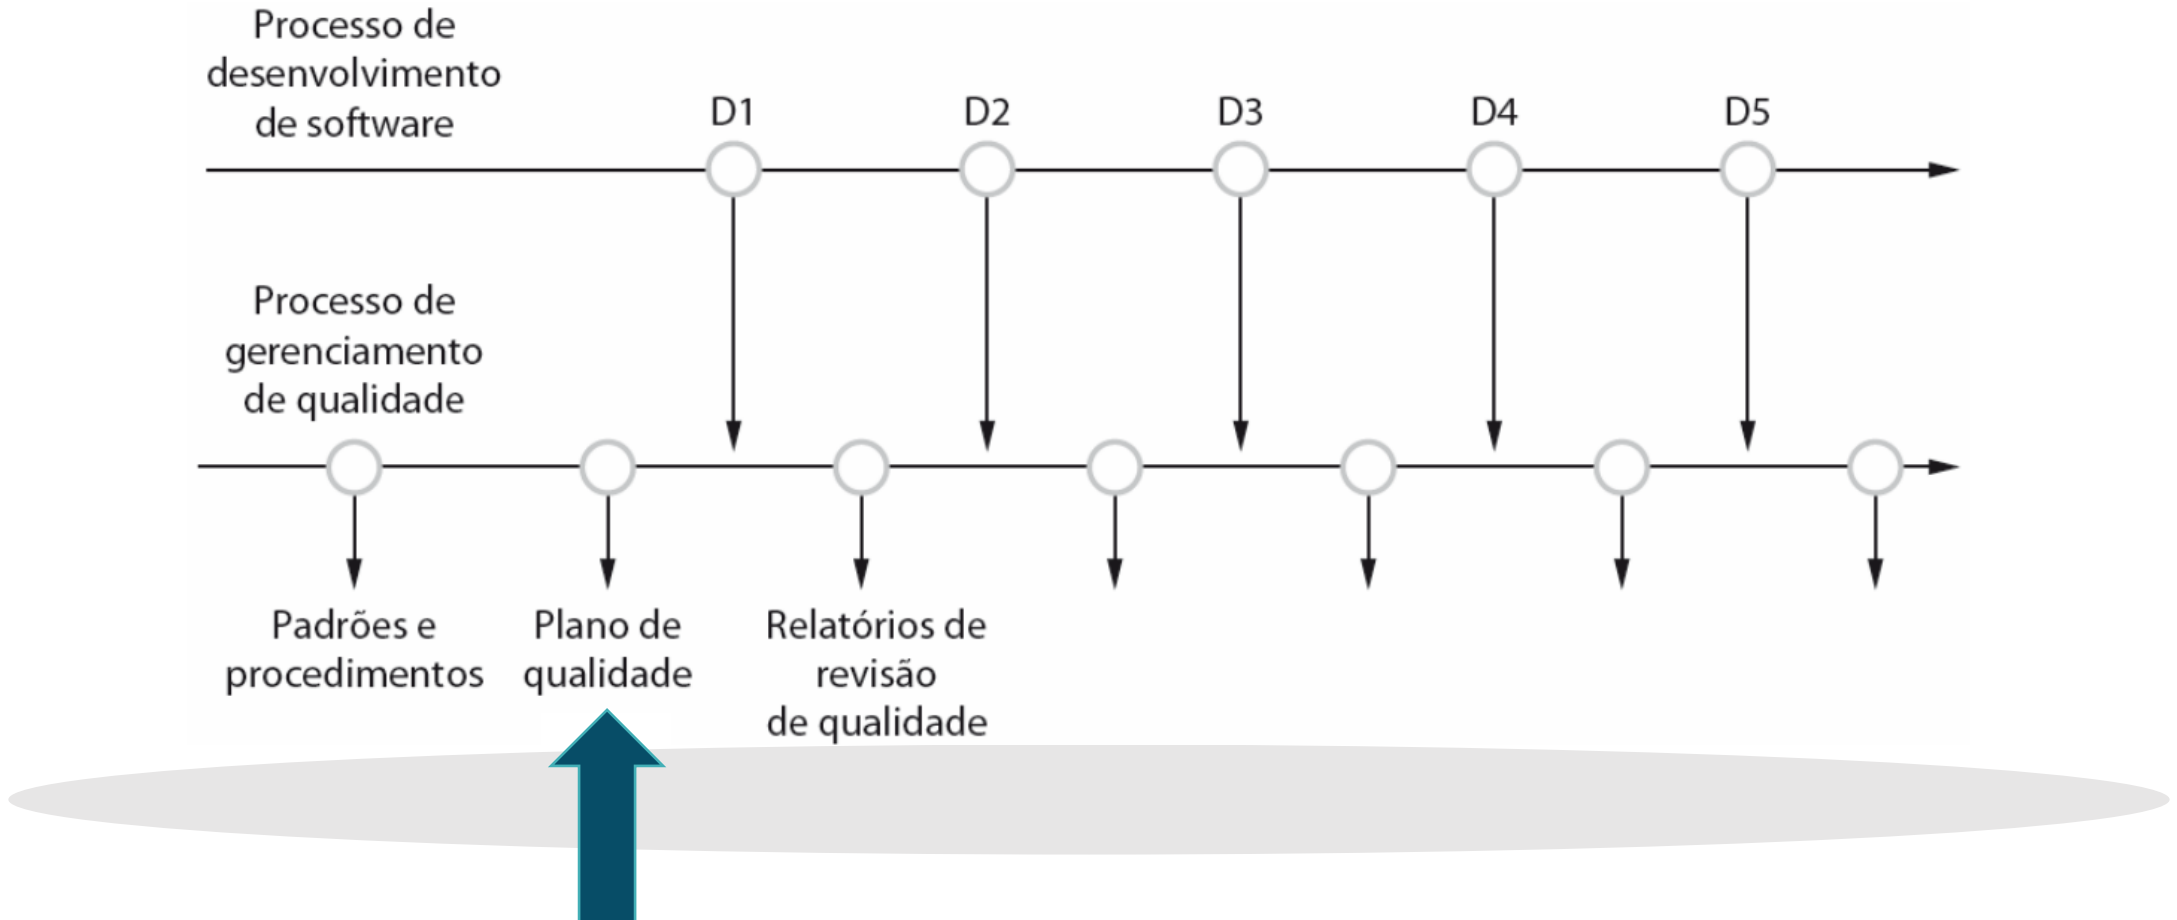 Processo de
desenvolvimento
de software
D1
D2
D3
D4
D5
Processo de
gerenciamento
de qualidade
Padrões e
procedimentos
Plano de
qualidade
Relatórios de
revisão
de qualidade